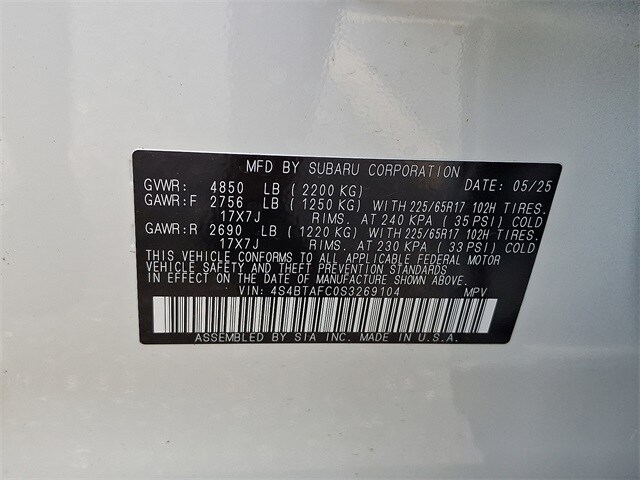 MFD BY SUBARU CORPORATION
GVWR: 4850 LB (2200 KG) DATE: 05/25
GAWR:F 2756 LB (1250 KG) WITH 225/65R17 102H TIRES.
17X7J RIMS. AT 240 KPA (35 PSI) COLD
GAWR:R 2690 LB (1220 KG) WITH 225/65R17 102H TIRES.
17X7J RIMS. AT 230 KPA (33 PSI) COLD
THIS VEHICLE CONFORMS TO ALL APPLICABLE FEDERAL MOTOR
VEHICLE SAFETY AND THEFT PREVENTION STANDARDS
IN EFFECT ON THE DATE OF MANUFACTURE SHOWN ABOVE.
VIN: 4S4BTAFC0S3269104 MPV
ASSEMBLED BY SIA INC. MADE IN U.S.A.